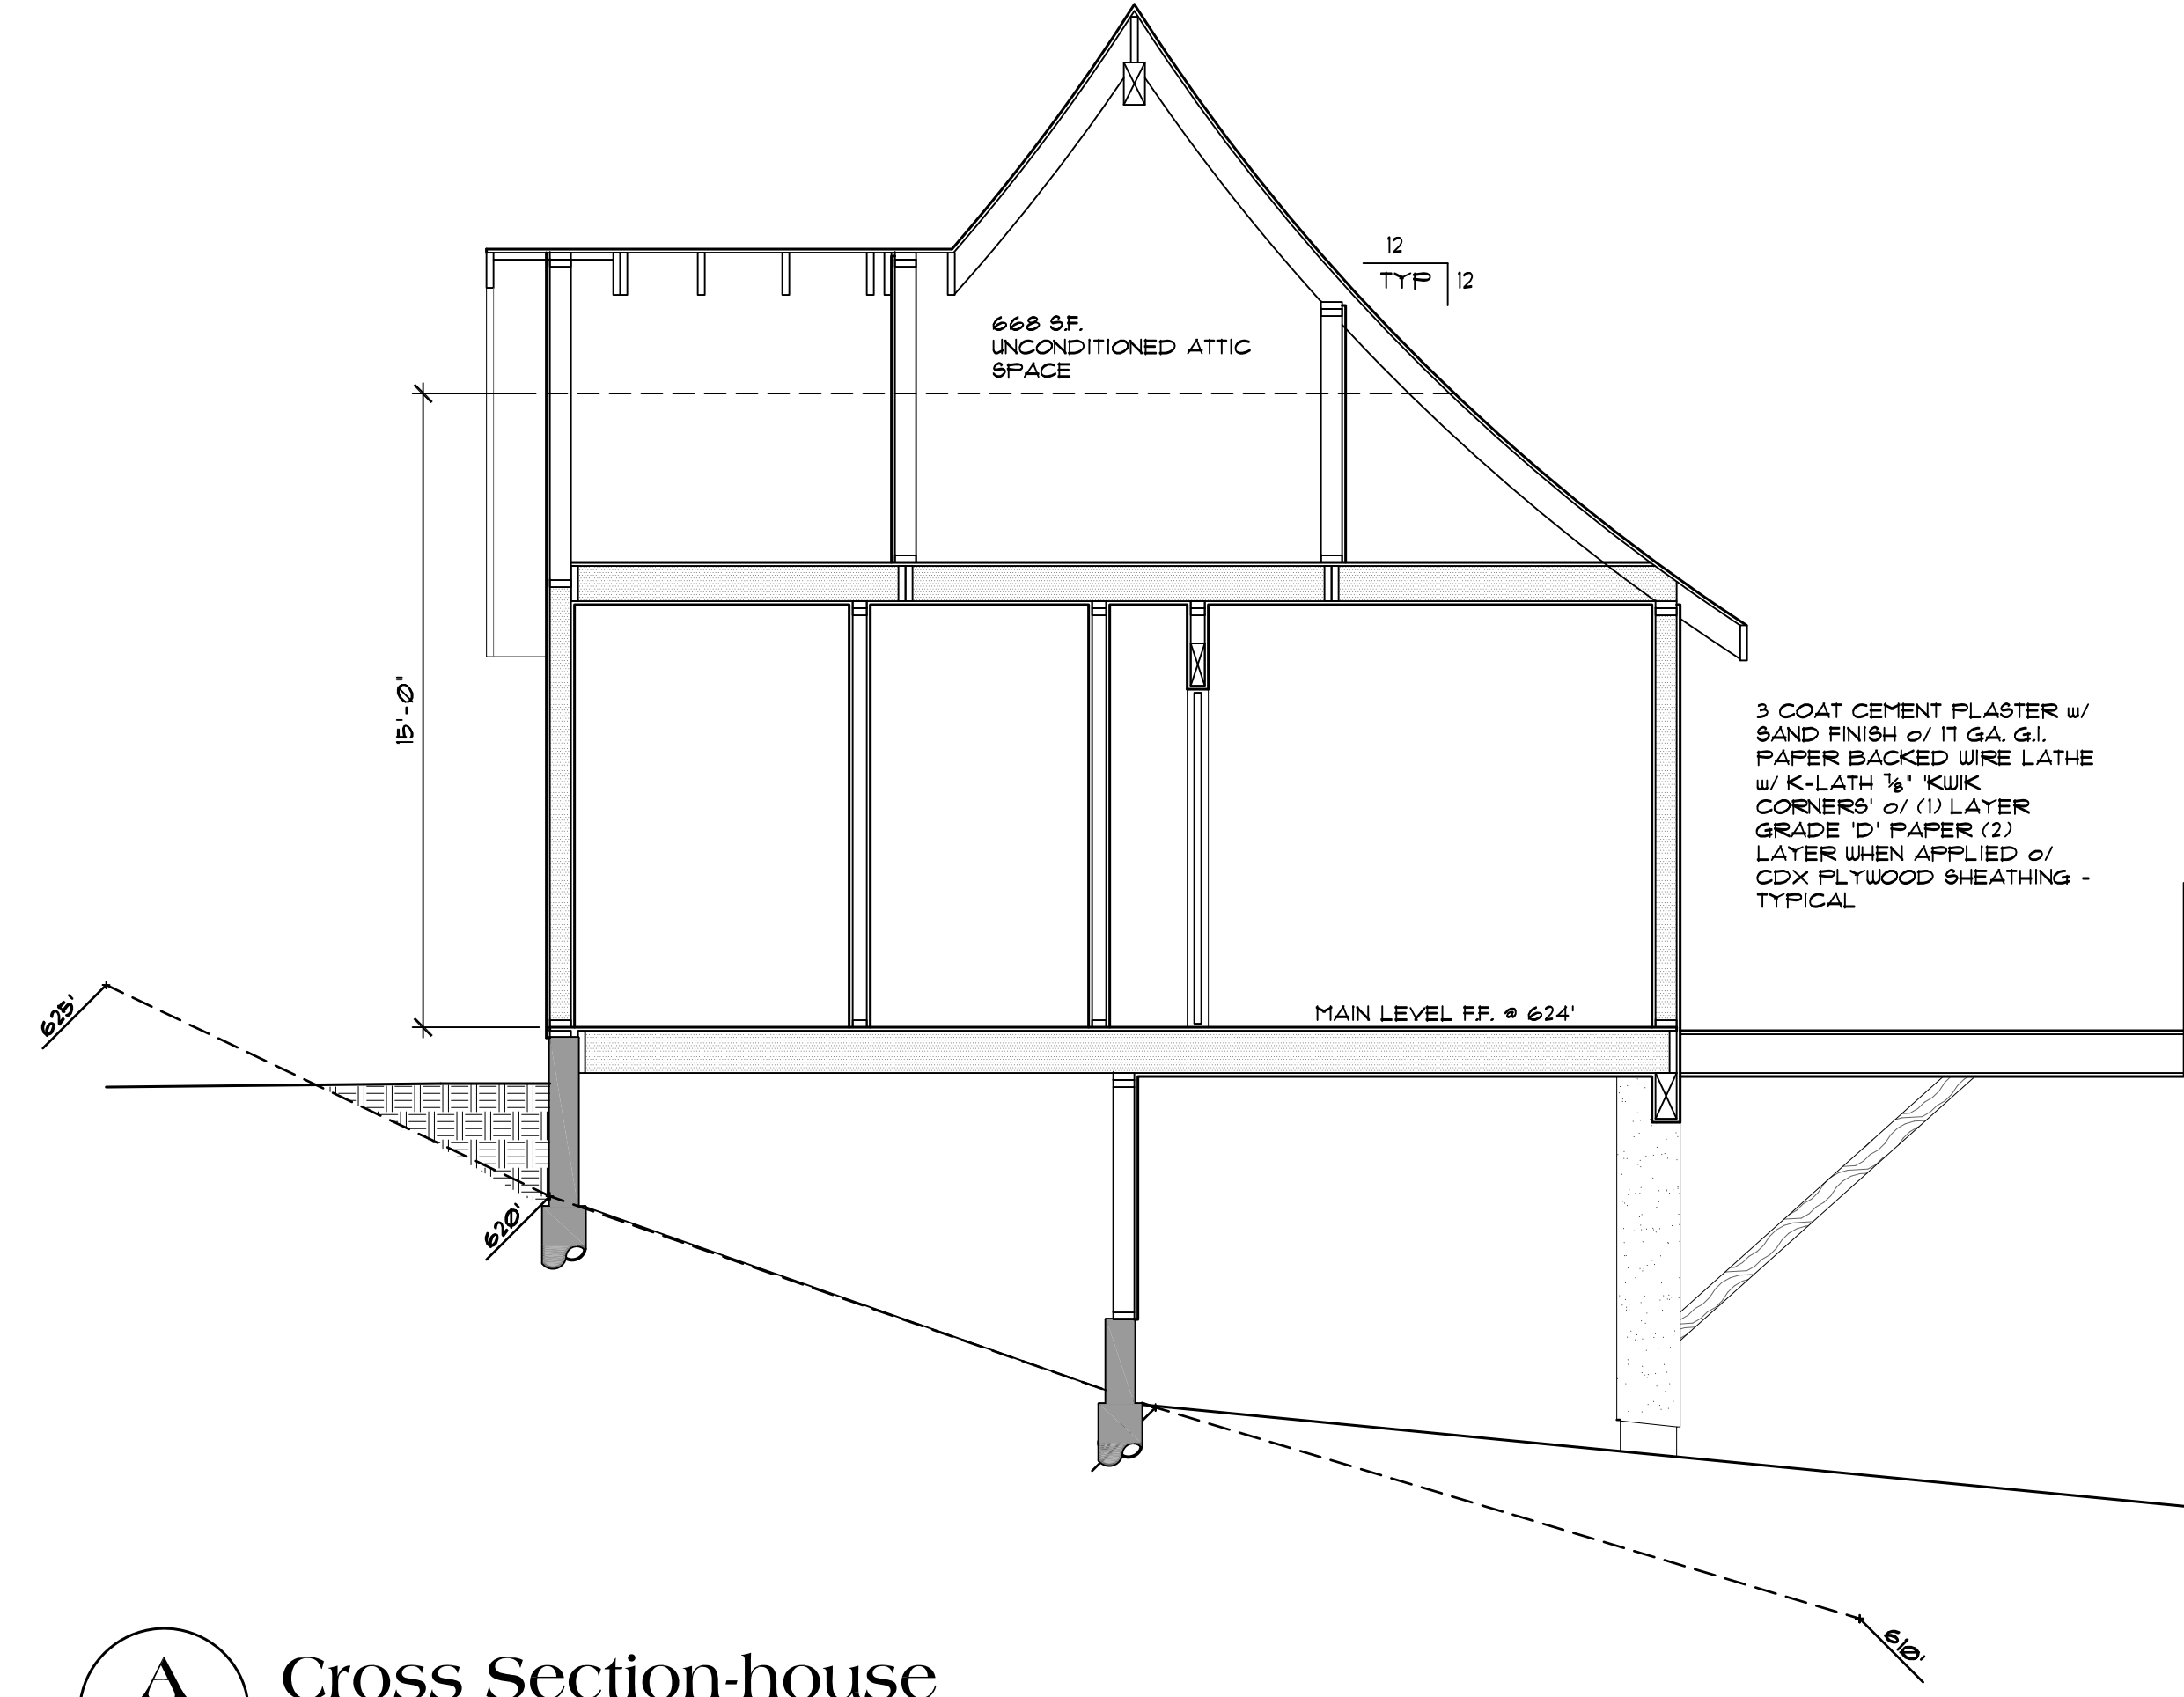 12
TYP 12
668 S.F.
UNCONDITIONED ATTIC
SPACE
15'-0"
3 COAT CEMENT PLASTER w/
SAND FINISH o/ 17 GA. G.I.
PAPER BACKED WIRE LATHE
w/ K-LATH 7/8" 'KWIK
CORNERS' o/ (1) LAYER
GRADE 'D' PAPER (2)
LAYER WHEN APPLIED o/
CDX PLYWOOD SHEATHING -
TYPICAL
625'
MAIN LEVEL F.F. @ 624'
620'
610'
A
Cross Section-house